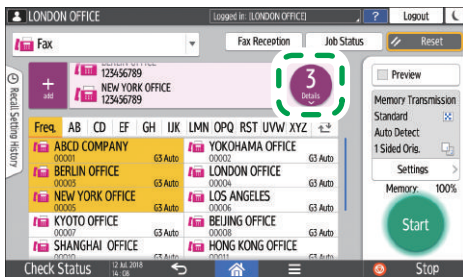 LONDON OFFICE
Logged in: [LONDON OFFICE]
?
Logout
Fax
Fax Reception
Job Status
Reset
Recall Setting History
add
BERLIN OFFICE
123456789
NEW YORK OFFICE
123456789
3
Details
Preview
Memory Transmission
Standard
Auto Detect
1 Sided Orig.
Settings
Memory: 100%
Start
Freq. AB CD EF GH IJK LMN OPQ RST UVW XYZ
ABCD COMPANY
00001 G3 Auto
YOKOHAMA OFFICE
00002 G3 Auto
BERLIN OFFICE
00003 G3 Auto
LONDON OFFICE
00004 G3 Auto
NEW YORK OFFICE
00005 G3 Auto
LOS ANGELES
00006 G3 Auto
KYOTO OFFICE
00007 G3 Auto
BEIJING OFFICE
00008 G3 Auto
SHANGHAI OFFICE
HONG KONG OFFICE
Check Status
12 JUL 2018
14:08
Stop